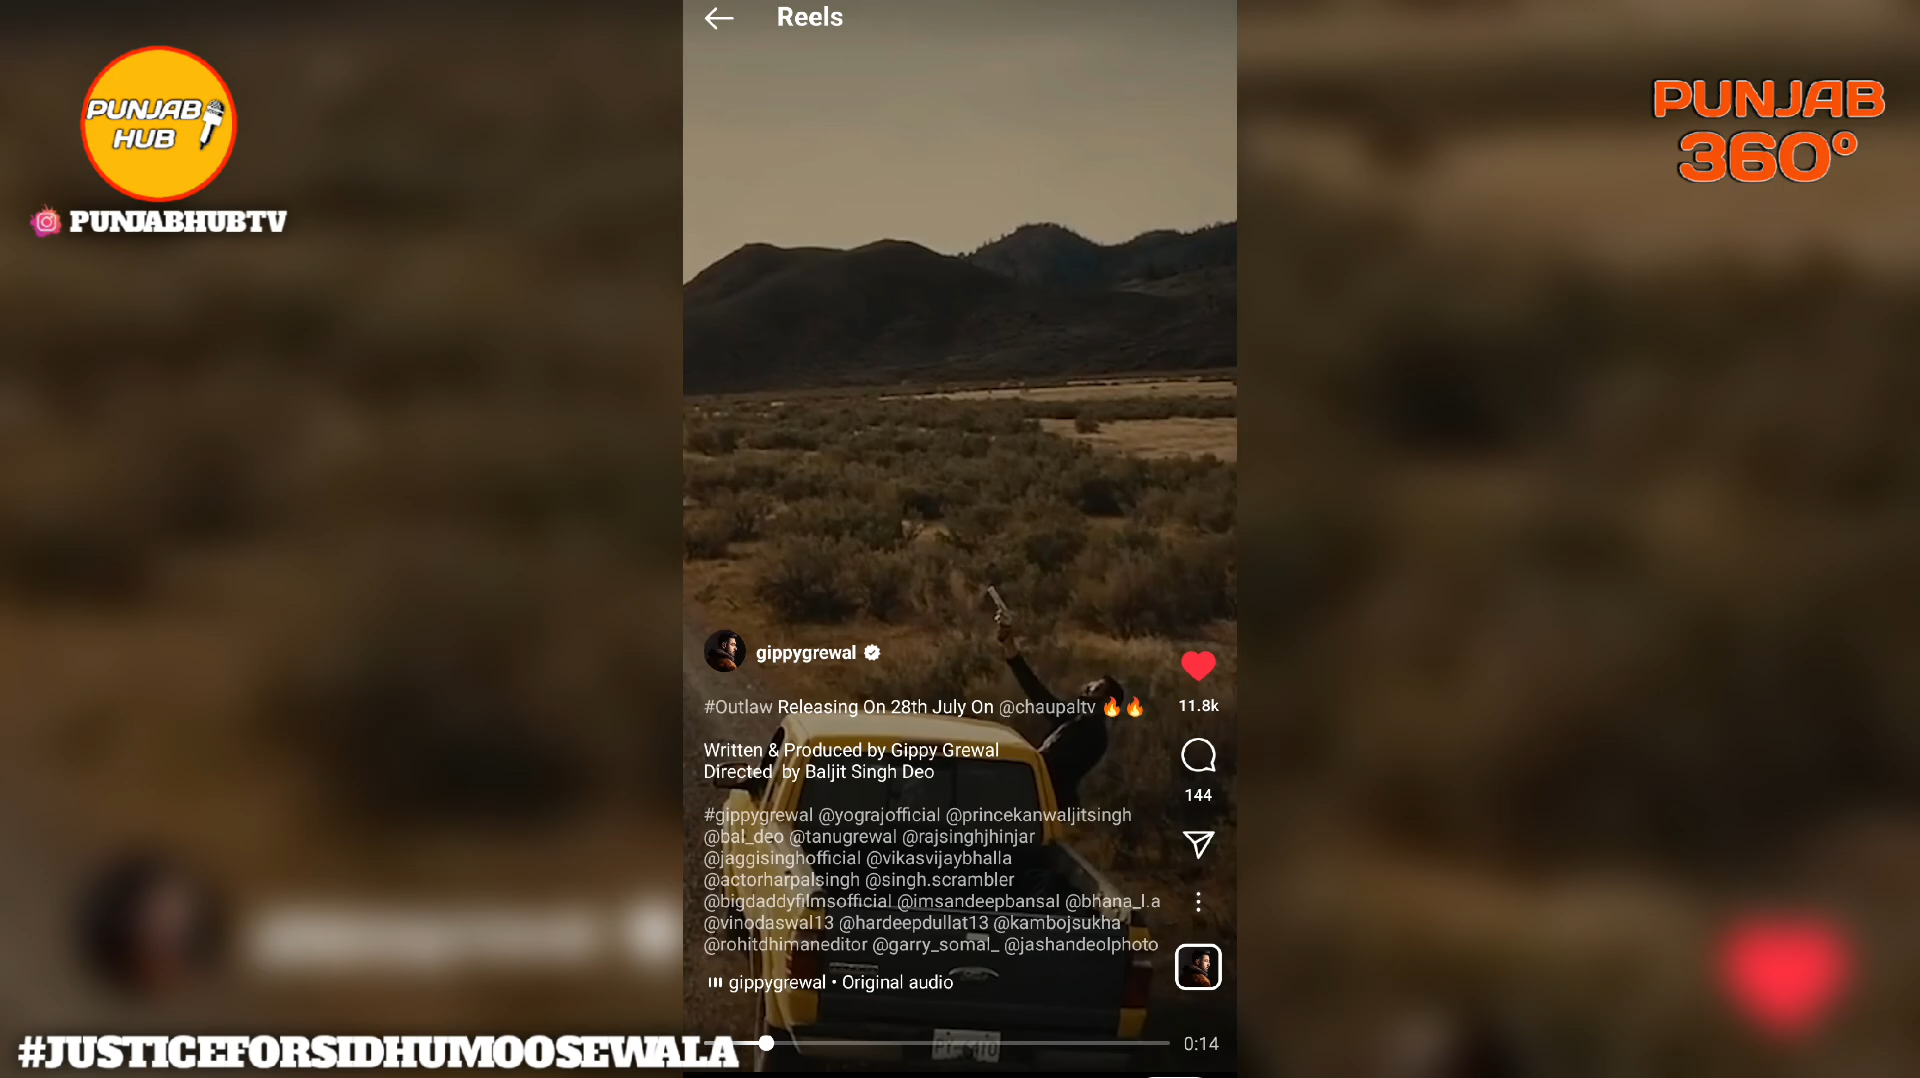 Reels
PUNJAB
HUB
PUNJABHUBTV
PUNJAB
360°
gippygrewal
#Outlaw Releasing On 28th July On @chaupaltv 🔥🔥
11.8k
Written & Produced by Gippy Grewal
Directed by Baljit Singh Deo
144
#gippygrewal @yograjofficial @princekanwaljitsingh
@bal_deo @tanugrewal @rajsinghjhinjar
@jaggisinghofficial @vikasvijaybhalla
@actorharpalsingh @singh.scrambler
@bigdaddyfilmsofficial @imsandeepbansal @bhana_l.a
@vinodaswal13 @hardeepdullat13 @kambojsukha
@rohitdhimaneditor @garry_somal_ @jashandeolphoto
gippygrewal • Original audio
0:14
#JUSTICEFORSIDHUMOOSEWALA